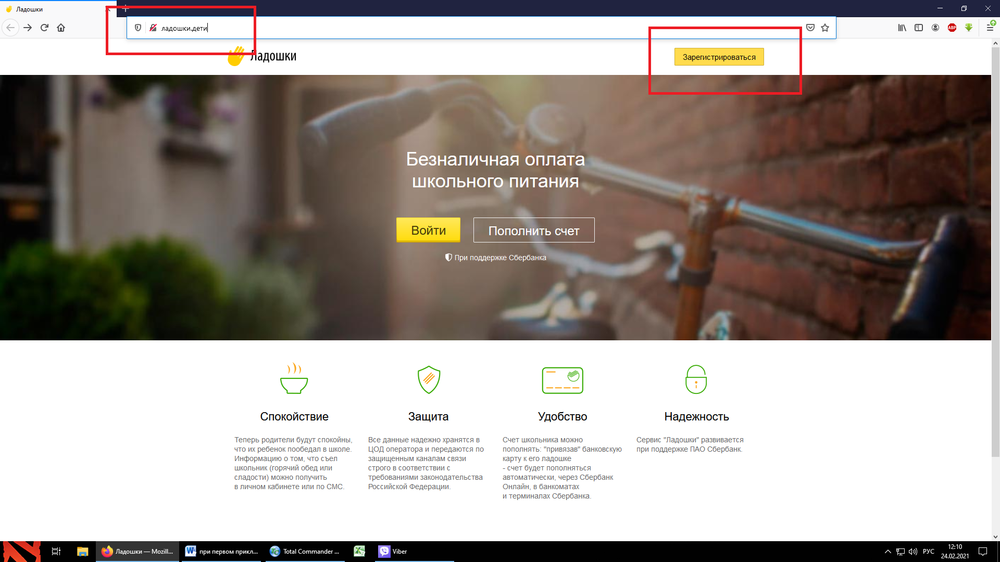 Ладошки
ладошки.дети
Ладошки
Зарегистрироваться
Безналичная оплата
школьного питания
Войти
Пополнить счет
При поддержке Сбербанка
Спокойствие
Теперь родители будут спокойны,
что их ребенок пообедал в школе.
Информацию о том, что съел
школьник (горячий обед или
сладости) можно получить
в личном кабинете или по СМС.
Защита
Все данные надежно хранятся в
ЦОД оператора и передаются по
защищенным каналам связи
строго в соответствии с
требованиями законодательства
Российской Федерации.
Удобство
Счет школьника можно
пополнять: "привязав" банковскую
карту к его ладошке
- счет будет пополняться
автоматически, через Сбербанк
Онлайн, в банкоматах
и терминалах Сбербанка.
Надежность
Сервис "Ладошки" развивается
при поддержке ПАО Сбербанк.
ABP
Ладошки — Mozill...
при первом прикл...
Total Commander ...
Viber
РУС
12:10
24.02.2021